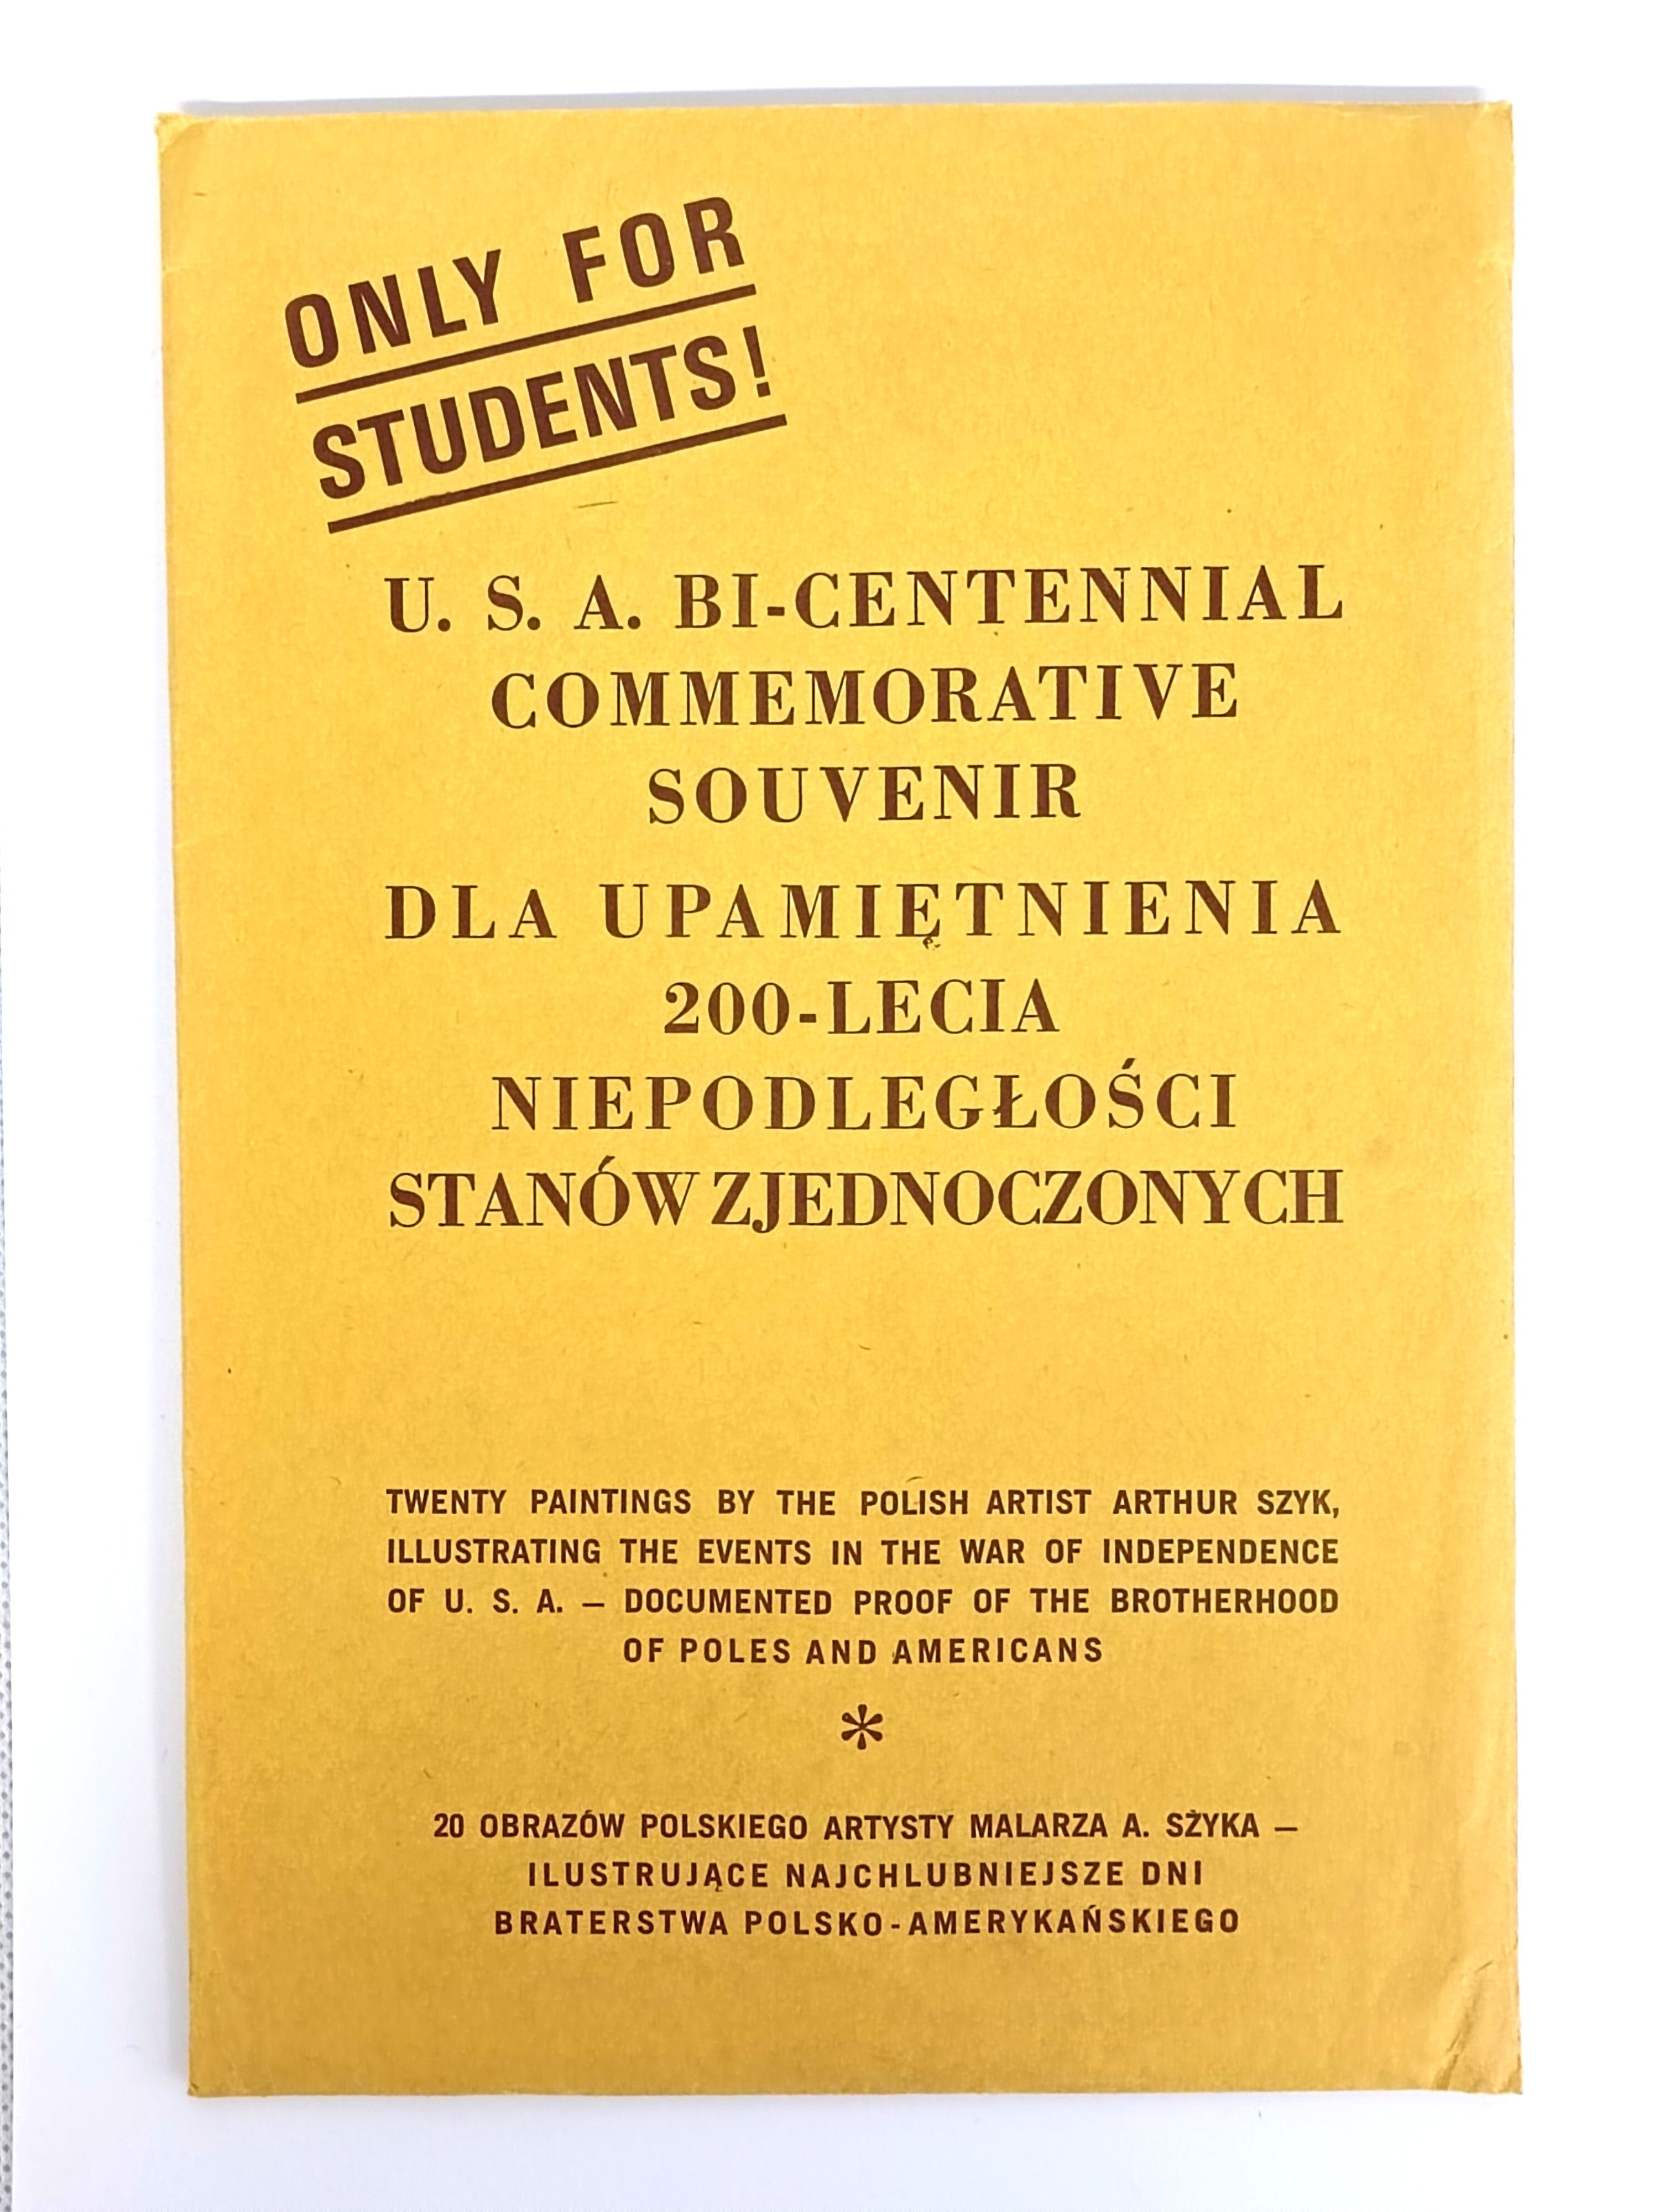 ONLY FOR
STUDENTS!
U. S. A. BI-CENTENNIAL
COMMEMORATIVE
SOUVENIR
DLA UPAMIĘTNIENIA
200-LECIA
NIEPODLEGŁOŚCI
STANÓW ZJEDNOCZONYCH
TWENTY PAINTINGS BY THE POLISH ARTIST ARTHUR SZYK,
ILLUSTRATING THE EVENTS IN THE WAR OF INDEPENDENCE
OF U. S. A. — DOCUMENTED PROOF OF THE BROTHERHOOD
OF POLES AND AMERICANS
*
20 OBRAZÓW POLSKIEGO ARTYSTY MALARZA A. SŻYKA —
ILUSTRUJĄCE NAJCHLUBNIEJSZE DNI
BRATERSTWA POLSKO-AMERYKAŃSKIEGO